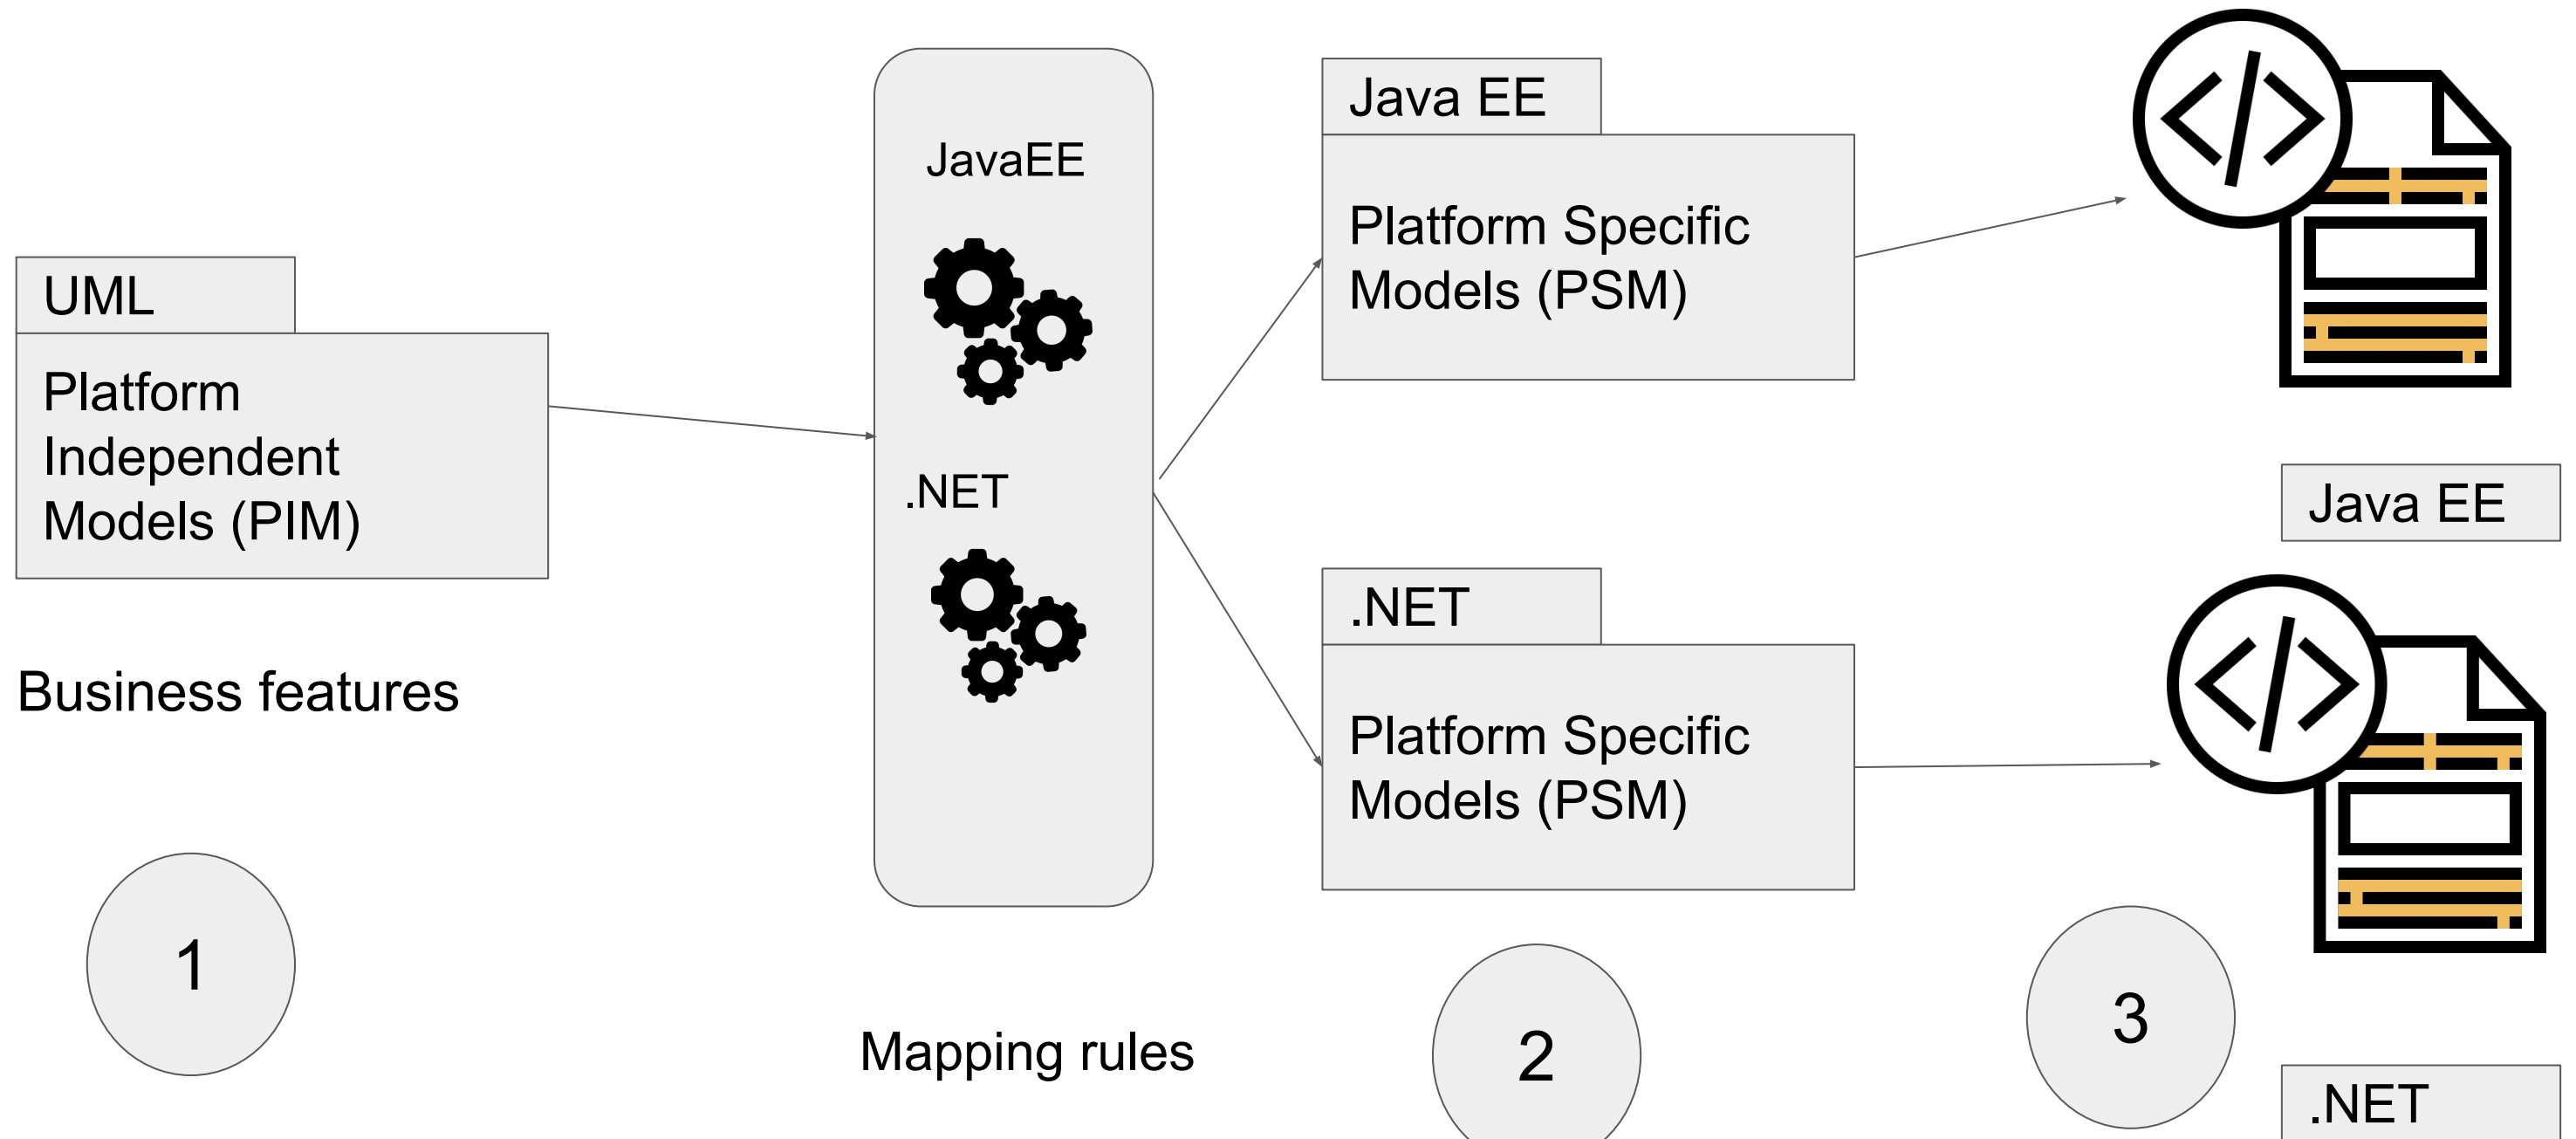 UML
Platform
Independent
Models (PIM)
Business features
1
JavaEE
.NET
Mapping rules
Java EE
Platform Specific
Models (PSM)
.NET
Platform Specific
Models (PSM)
2
</>
Java EE
</>
3
.NET